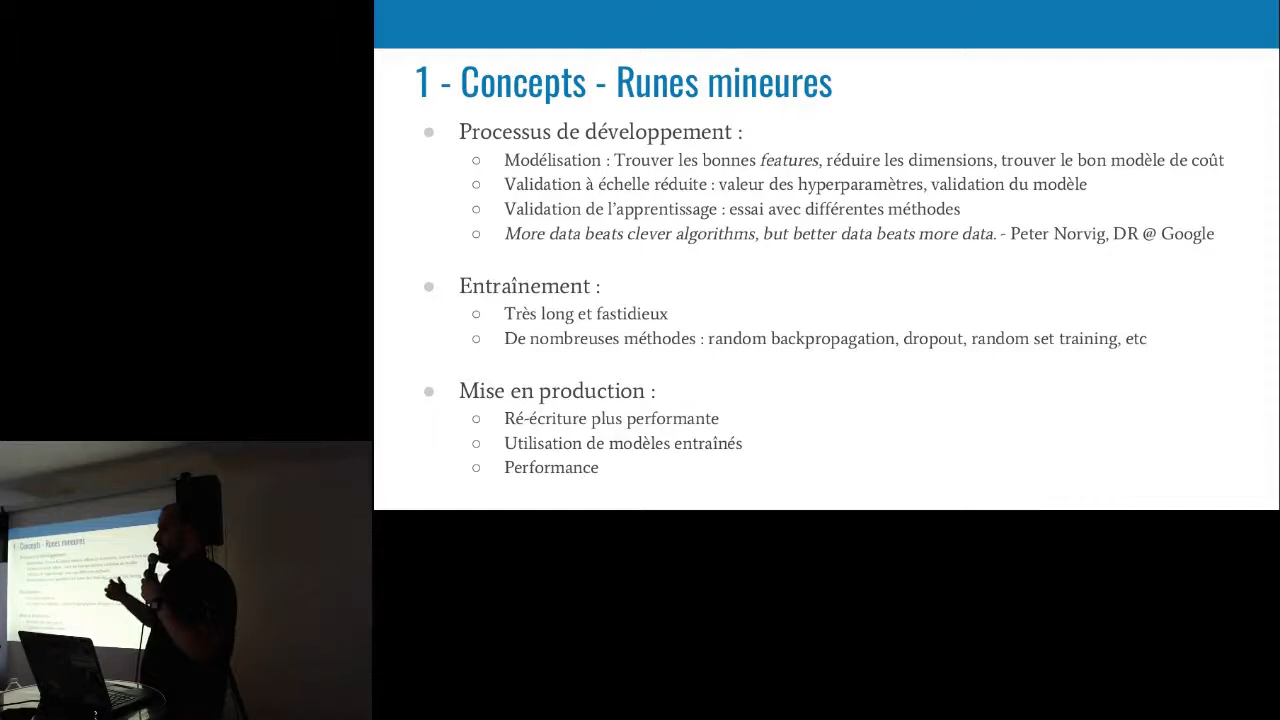 1 - Concepts - Runes mineures
Processus de développement :
Modélisation : Trouver les bonnes features, réduire les dimensions, trouver le bon modèle de coût
Validation à échelle réduite : valeur des hyperparamètres, validation du modèle
Validation de l'apprentissage : essai avec différentes méthodes
More data beats clever algorithms, but better data beats more data. - Peter Norvig, DR @ Google
Entraînement :
Très long et fastidieux
De nombreuses méthodes : random backpropagation, dropout, random set training, etc
Mise en production :
Ré-écriture plus performante
Utilisation de modèles entraînés
Performance
1 - Concepts - Runes mineures